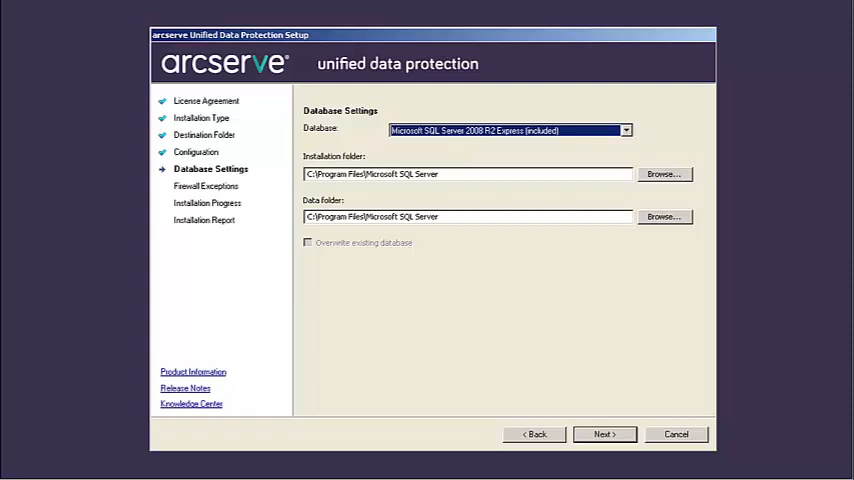 arcserve Unified Data Protection Setup
arcserve® unified data protection
License Agreement
Installation Type
Destination Folder
Configuration
Database Settings
Firewall Exceptions
Installation Progress
Installation Report
Product Information
Release Notes
Knowledge Center
Database Settings
Database: Microsoft SQL Server 2008 R2 Express (included)
Installation folder:
C:\Program Files\Microsoft SQL Server Browse...
Data folder:
C:\Program Files\Microsoft SQL Server Browse...
Overwrite existing database
< Back Next > Cancel